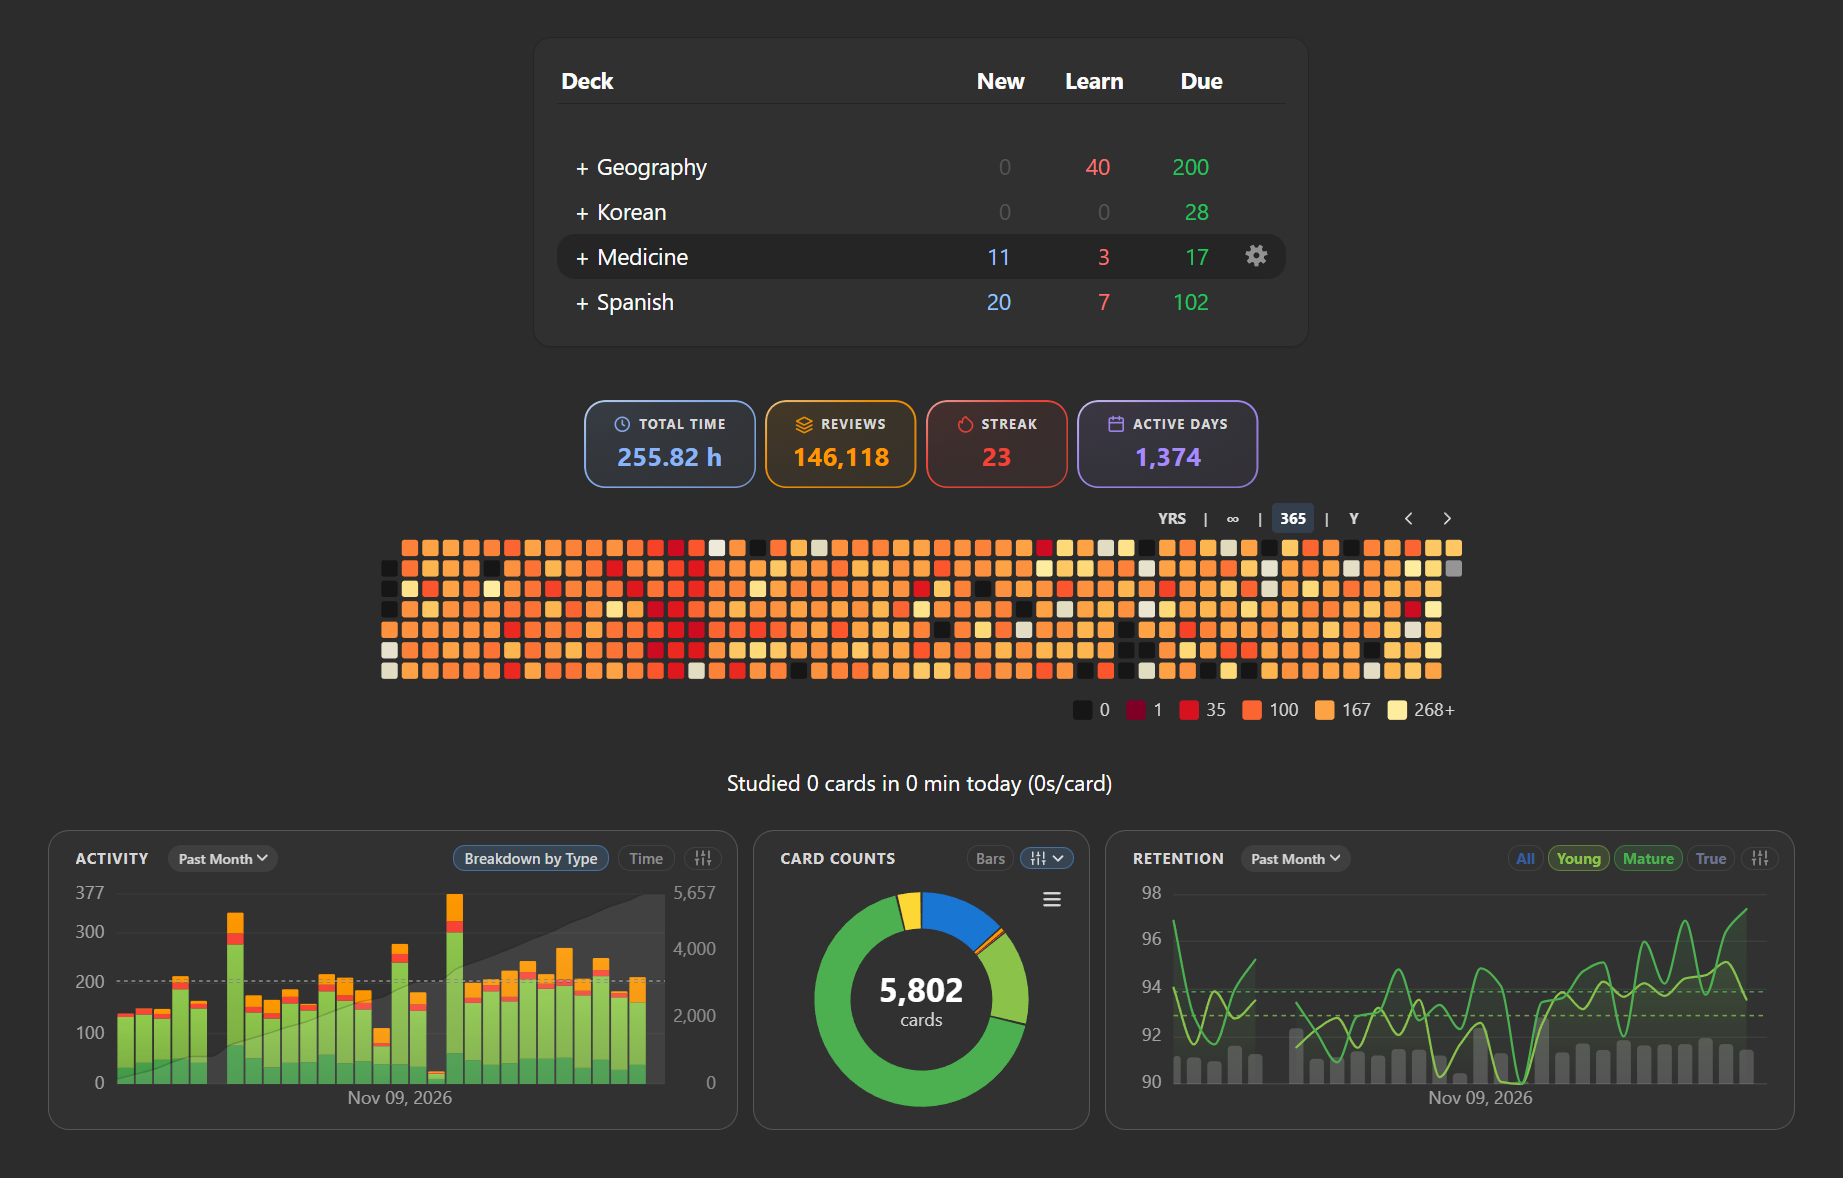 Deck New Learn Due
+ Geography 0 40 200
+ Korean 0 0 28
+ Medicine 11 3 17
+ Spanish 20 7 102
TOTAL TIME
255.82 h
REVIEWS
146,118
STREAK
23
ACTIVE DAYS
1,374
YRS | ∞ | 365 | Y
0 1 35 100 167 268+
Studied 0 cards in 0 min today (0s/card)
ACTIVITY Past Month Breakdown by Type Time
377 5,657
300
4,000
200
2,000
100
0 0
Nov 09, 2026
CARD COUNTS Bars
5,802
cards
RETENTION Past Month All Young Mature True
98
96
94
92
90
Nov 09, 2026